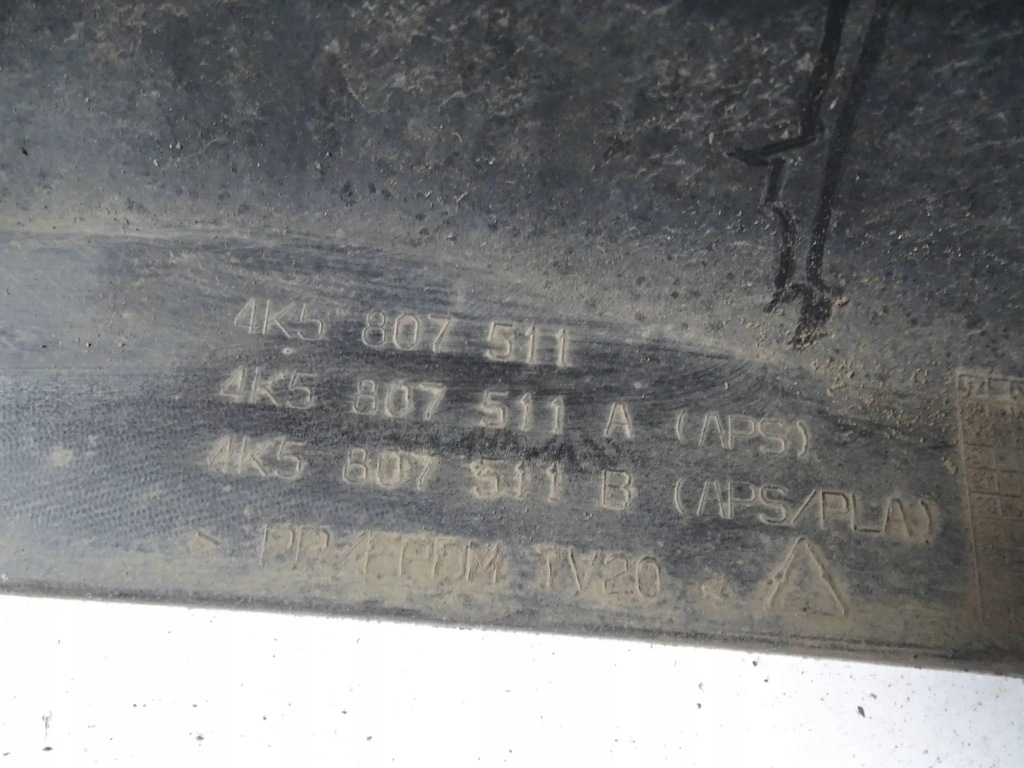 4K5 807 511
4K5 807 511 A (APS)
4K5 807 511 B (APS/PLA)
> PP/EPDM TV20 <